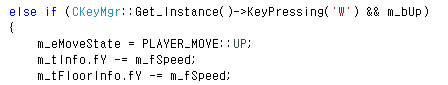 else if (CKeyMgr::Get_Instance()->KeyPressing('W') && m_bUp)
{
    m_eMoveState = PLAYER_MOVE::UP;
    m_tInfo.fY -= m_fSpeed;
    m_tFloorInfo.fY -= m_fSpeed;